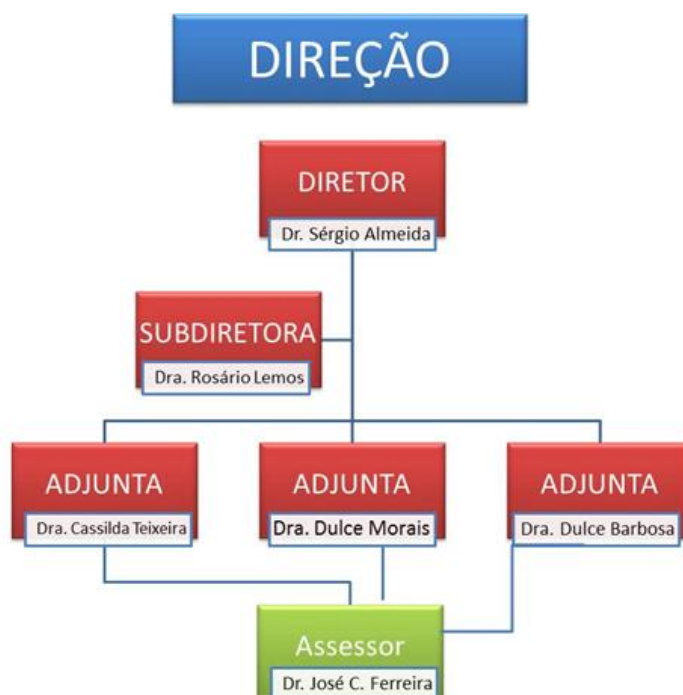 DIREÇÃO
DIRETOR
Dr. Sérgio Almeida
SUBDIRETORA
Dra. Rosário Lemos
ADJUNTA
Dra. Cassilda Teixeira
ADJUNTA
Dra. Dulce Morais
ADJUNTA
Dra. Dulce Barbosa
Assessor
Dr. José C. Ferreira